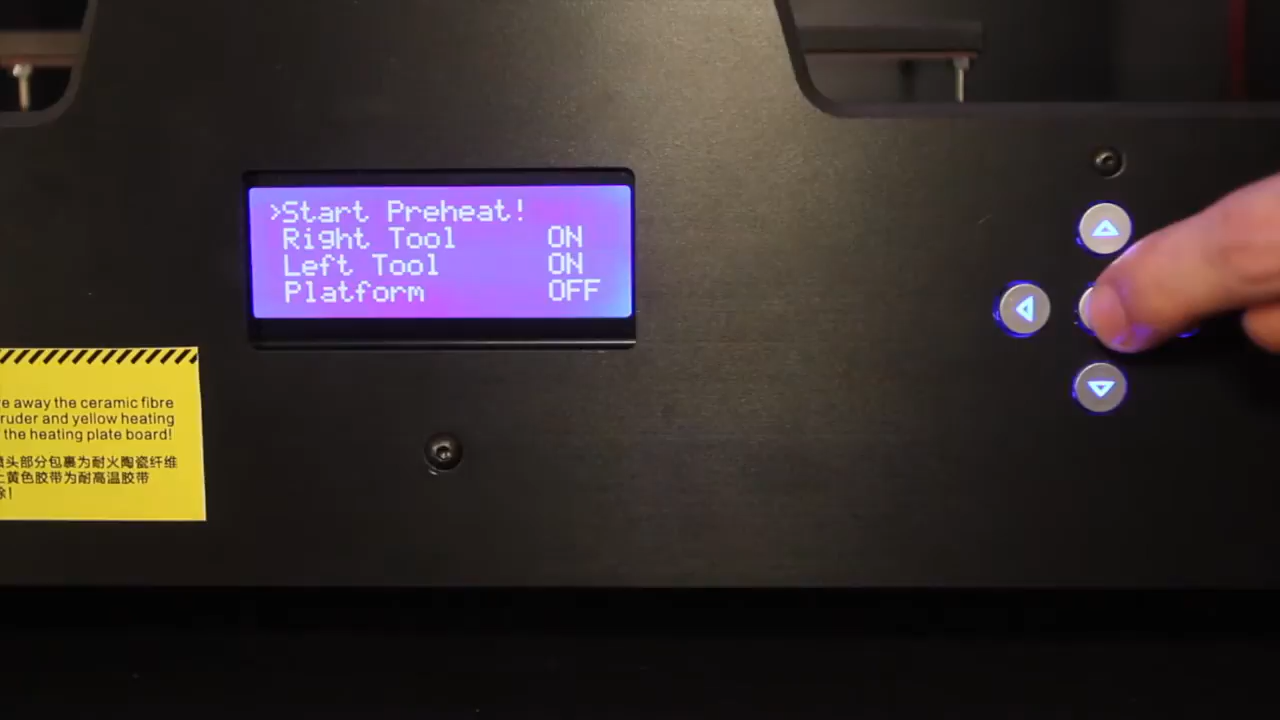 >Start Preheat!
Right Tool ON
Left Tool ON
Platform OFF
e away the ceramic fibre
ruder and yellow heating
the heating plate board!
头部分包裹为耐火陶瓷纤维
黄色胶带为耐高温胶带
!